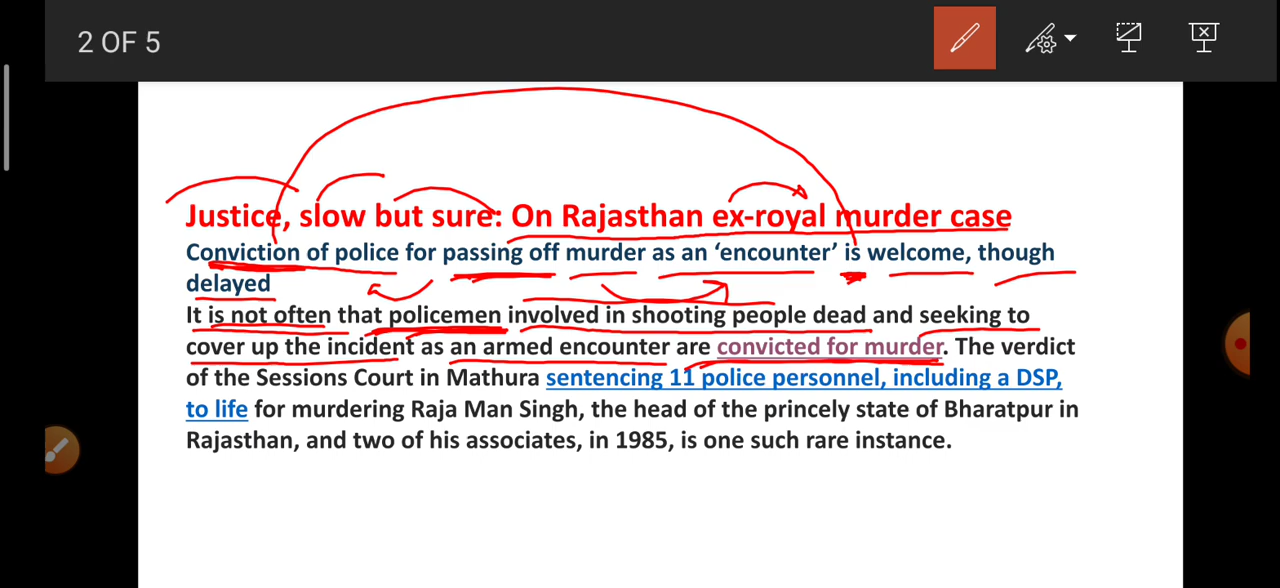 2 OF 5
Justice, slow but sure: On Rajasthan ex-royal murder case
Conviction of police for passing off murder as an ‘encounter’ is welcome, though
delayed
It is not often that policemen involved in shooting people dead and seeking to
cover up the incident as an armed encounter are convicted for murder. The verdict
of the Sessions Court in Mathura sentencing 11 police personnel, including a DSP,
to life for murdering Raja Man Singh, the head of the princely state of Bharatpur in
Rajasthan, and two of his associates, in 1985, is one such rare instance.